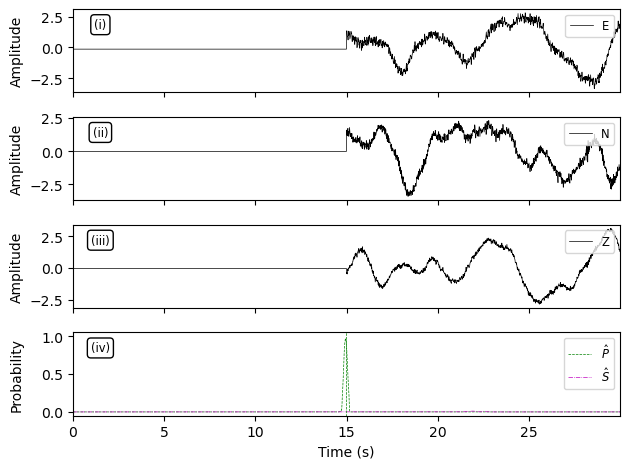 (i)
E
2.5
0.0
−2.5
Amplitude
(ii)
N
2.5
0.0
−2.5
Amplitude
(iii)
Z
2.5
0.0
−2.5
Amplitude
(iv)
P̂
Ŝ
1.0
0.5
0.0
Probability
0 5 10 15 20 25
Time (s)